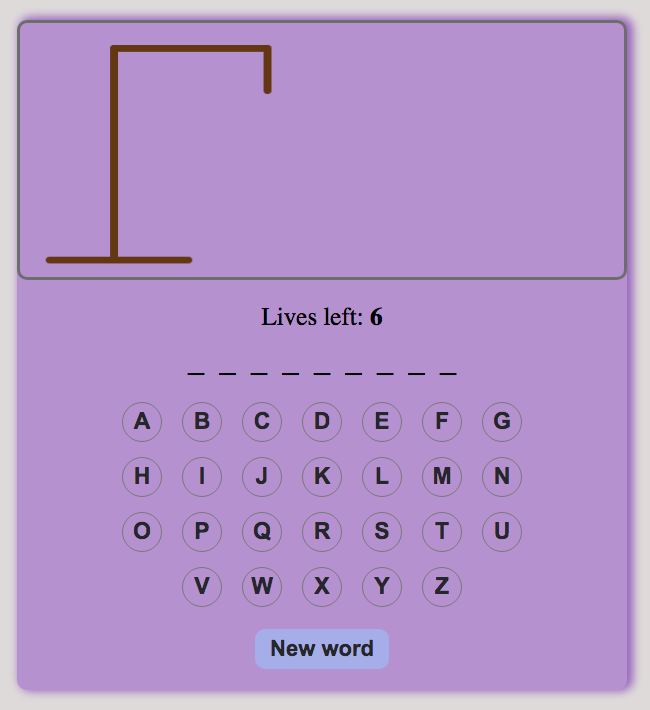 Lives left: 6
_ _ _ _ _ _ _ _ _
A B C D E F G
H I J K L M N
O P Q R S T U
V W X Y Z
New word